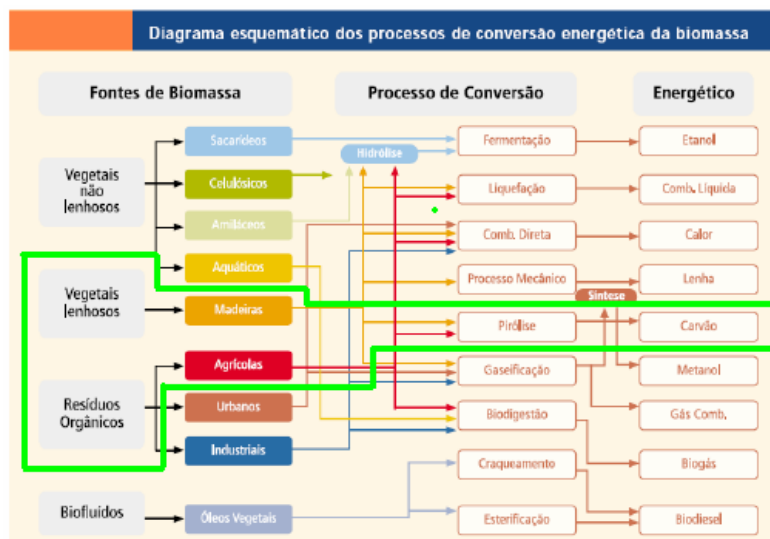 Diagrama esquemático dos processos de conversão energética da biomassa
Fontes de Biomassa
Processo de Conversão
Energético
Vegetais
não
lenhosos
Vegetais
lenhosos
Resíduos
Orgânicos
Biofluidos
Sacarídeos
Celulósicos
Amiláceos
Aquáticos
Madeiras
Agrícolas
Urbanos
Industriais
Óleos Vegetais
Hidrólise
Fermentação
Liquefação
Comb. Direta
Processo Mecânico
Síntese
Pirólise
Gaseificação
Biodigestão
Craqueamento
Esterificação
Etanol
Comb. Líquida
Calor
Lenha
Carvão
Metanol
Gás Comb.
Biogás
Biodiesel